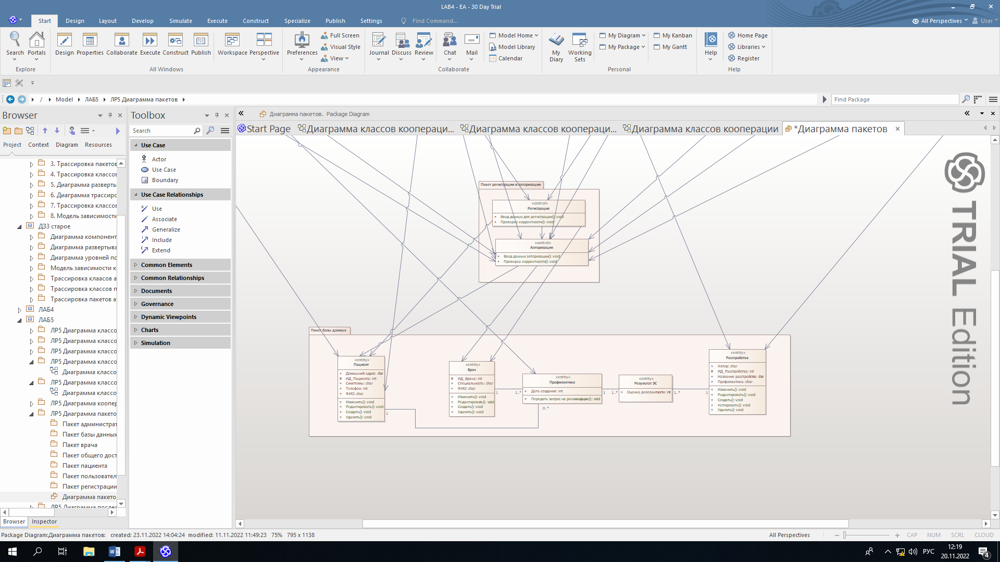 LAB4 - EA - 30 Day Trial
Start Design Layout Develop Simulate Execute Construct Specialize Publish Settings Find Command... All Perspectives User
Search Portals Design Properties Collaborate Execute Construct Publish Workspace Perspective Preferences Full Screen Visual Style View Journal Discuss Review Chat Mail Model Home Model Library Calendar My Diary Working Sets My Diagram My Package My Kanban My Gantt Help Home Page Libraries Register
Explore All Windows Appearance Collaborate Personal Help
/ Model ЛАБ5 ЛР5 Диаграмма пакетов Find Package
Browser
Project Context Diagram Resources
3. Трассировка пакетов
4. Трассировка классов
5. Диаграмма разверть
6. Диаграмма трассирс
7. Трассировка классов
8. Модель зависимости
ДЗ3 старое
Диаграмма компонент
Диаграмма развертыва
Диаграмма уровней по
Модель зависимости к
Трассировка клаасов а
Трассировка классов п
Трассировка пакетов а
ЛАБ4
ЛАБ5
ЛР5 Диаграмма классо
ЛР5 Диаграмма классо
ЛР5 Диаграмма классо
ЛР5 Диаграмма классо
Диаграмма классо
ЛР5 Диаграмма классо
Диаграмма классо
ЛР5 Диаграмма коопер
ЛР5 Диаграмма пакето
Пакет администрат
Пакет базы данных
Пакет врача
Пакет общего дост
Пакет пациента
Пакет пользовател
Пакет регистрации
Диаграмма пакето
ЛР5 Диаграмма послед
Browser Inspector
Toolbox
Search
Use Case
Actor
Use Case
Boundary
Use Case Relationships
Use
Associate
Generalize
Include
Extend
Common Elements
Common Relationships
Documents
Governance
Dynamic Viewpoints
Charts
Simulation
Диаграмма пакетов. Package Diagram
Start Page Диаграмма классов коопераци... Диаграмма классов коопераци... Диаграмма классов кооперации *Диаграмма пакетов
Пакет регистрации и авторизации
«control»
Регистрация
+ Ввод данных для регистрации(): void
+ Проверка корректности(): void
«control»
Авторизация
+ Ввод данных авторизации(): void
+ Проверка корректности(): void
Пакет базы данных
«entity»
Пациент
+ Домашний адрес: char
# ИД_Пациента: int
+ Симптомы: char
+ Телефон: int
+ ФИО: char
+ Изменить(): void
+ Редактировать(): void
+ Создать(): void
+ Удалить(): void
1
«entity»
Врач
# ИД_Врача: int
+ Специальность: char
+ ФИО: char
+ Изменить(): void
+ Редактировать(): void
+ Создать(): void
+ Удалить(): void
1 1..*
«entity»
Профилактика
+ Дата создания: int
+ Передать запрос на рекомендацию(): void
0..*
1 1..*
«entity»
Результат ЭС
+ Оценка релевантности: int
1..* 1
«entity»
Расстройства
+ Автор: char
# ИД_Расстройства: int
+ Название расстройства: char
+ Профилактика: char
+ Изменить(): void
+ Редактировать(): void
+ Создать(): void
+ тестировать(): void
+ Удалить(): void
TRIAL Edition
Package Diagram:Диаграмма пакетов: created: 23.11.2022 14:04:24 modified: 11.11.2022 11:49:23 75% 795 x 1138 All Perspectives CAP NUM SCRL CLOUD
РУС
12:19
20.11.2022
4